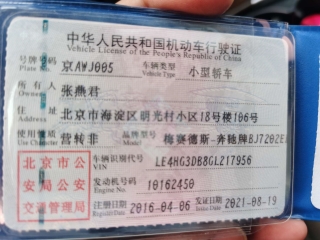 中华人民共和国机动车行驶证
Vehicle License of the People's Republic of China
号牌号码 京AWJ005 车辆类型 小型轿车
Plate No. Vehicle Type
所有人 张燕君
Owner
住址 北京市海淀区明光村小区18号楼106号
Address
使用性质 营转非 品牌型号 梅赛德斯-奔驰牌BJ7202E
Use Character Model
北京市公 车辆识别代号 LE4HG3DB8GL217956
VIN
安局公安 发动机号码 10162450
Engine No.
交通管理局 注册日期 2016-04-06 发证日期 2021-08-19
Register Date Issue Date